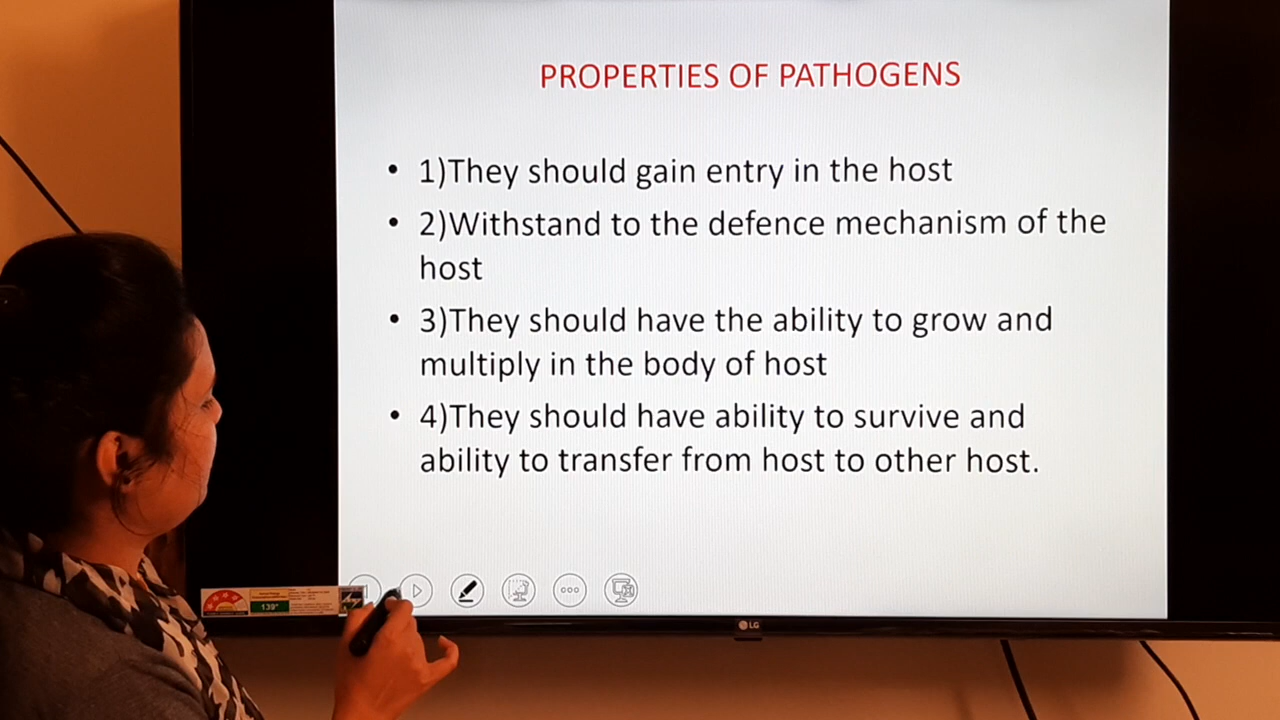 PROPERTIES OF PATHOGENS
• 1)They should gain entry in the host
• 2)Withstand to the defence mechanism of the
host
• 3)They should have the ability to grow and
multiply in the body of host
• 4)They should have ability to survive and
ability to transfer from host to other host.
139"
LG